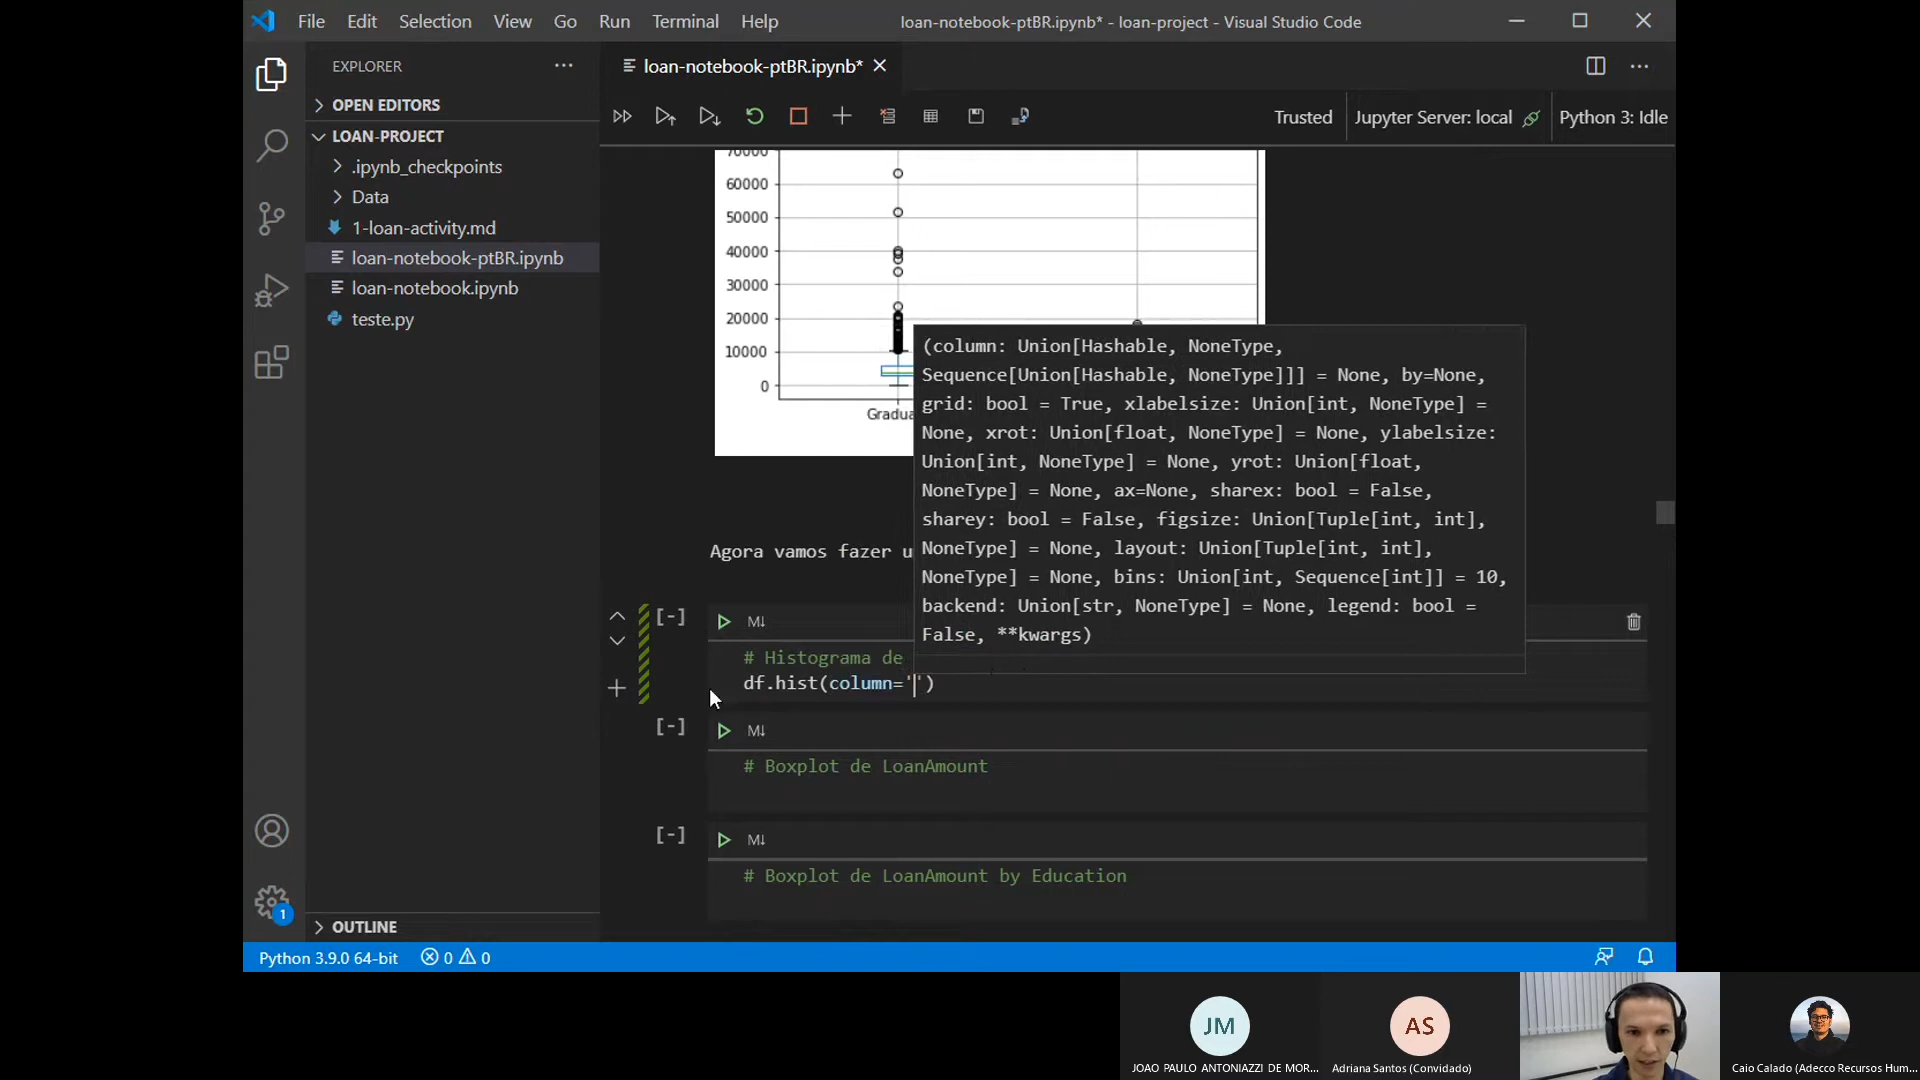 File Edit Selection View Go Run Terminal Help
loan-notebook-ptBR.ipynb* - loan-project - Visual Studio Code
EXPLORER
OPEN EDITORS
LOAN-PROJECT
.ipynb_checkpoints
Data
1-loan-activity.md
loan-notebook-ptBR.ipynb
loan-notebook.ipynb
teste.py
OUTLINE
loan-notebook-ptBR.ipynb*
Trusted
Jupyter Server: local
Python 3: Idle
70000
60000
50000
40000
30000
20000
10000
0
Gradua
(column: Union[Hashable, NoneType,
Sequence[Union[Hashable, NoneType]]] = None, by=None,
grid: bool = True, xlabelsize: Union[int, NoneType] =
None, xrot: Union[float, NoneType] = None, ylabelsize:
Union[int, NoneType] = None, yrot: Union[float,
NoneType] = None, ax=None, sharex: bool = False,
sharey: bool = False, figsize: Union[Tuple[int, int],
NoneType] = None, layout: Union[Tuple[int, int],
NoneType] = None, bins: Union[int, Sequence[int]] = 10,
backend: Union[str, NoneType] = None, legend: bool =
False, **kwargs)
Agora vamos fazer u
[-]
M↓
# Histograma de
df.hist(column='')
[-]
M↓
# Boxplot de LoanAmount
[-]
M↓
# Boxplot de LoanAmount by Education
1
Python 3.9.0 64-bit
0 0
JM
JOAO PAULO ANTONIAZZI DE MOR...
AS
Adriana Santos (Convidado)
Caio Calado (Adecco Recursos Hum...